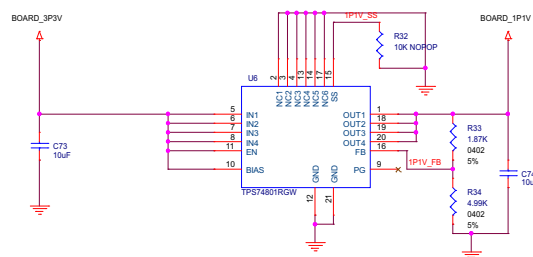 BOARD_3P3V
BOARD_1P1V
1P1V_SS
R32
10K NOPOP
U6
2
3
4
13
14
17
15
NC1
NC2
NC3
NC4
NC5
NC6
SS
5
6
7
8
11
10
IN1
IN2
IN3
IN4
EN
BIAS
OUT1
OUT2
OUT3
OUT4
FB
PG
1
18
19
20
16
9
1P1V_FB
GND
GND
12
21
TPS74801RGW
C73
10uF
R33
1.87K
0402
5%
R34
4.99K
0402
5%
C74
10u